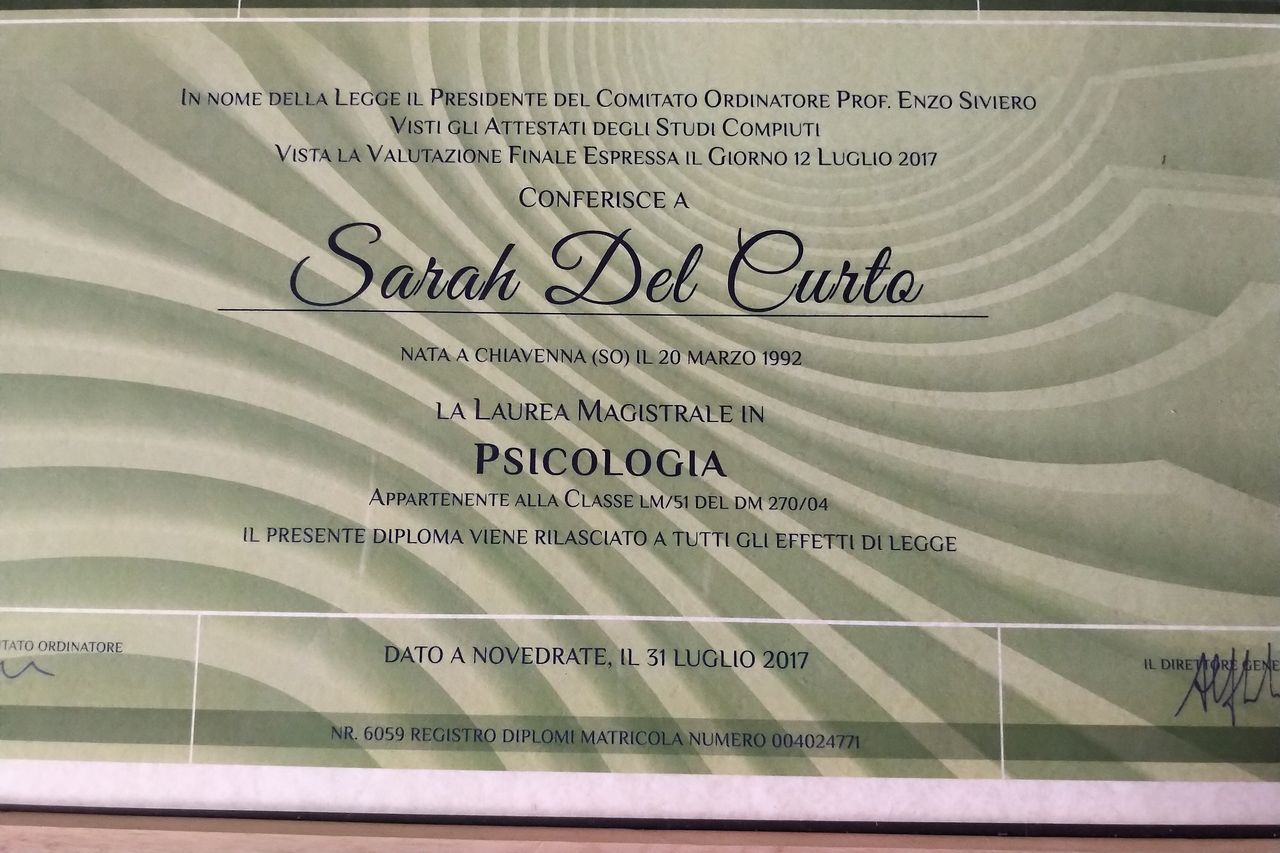 In nome della Legge il Presidente del Comitato Ordinatore Prof. Enzo Siviero
Visti gli Attestati degli Studi Compiuti
Vista la Valutazione Finale Espressa il Giorno 12 Luglio 2017
Conferisce a
Sarah Del Curto
nata a Chiavenna (SO) il 20 marzo 1992
la Laurea Magistrale in
Psicologia
Appartenente alla Classe LM/51 del DM 270/04
il presente diploma viene rilasciato a tutti gli effetti di legge
ordinatore
il direttore
Dato a Novedrate, il 31 luglio 2017
Nr. 6059 Registro Diplomi Matricola Numero 004024771